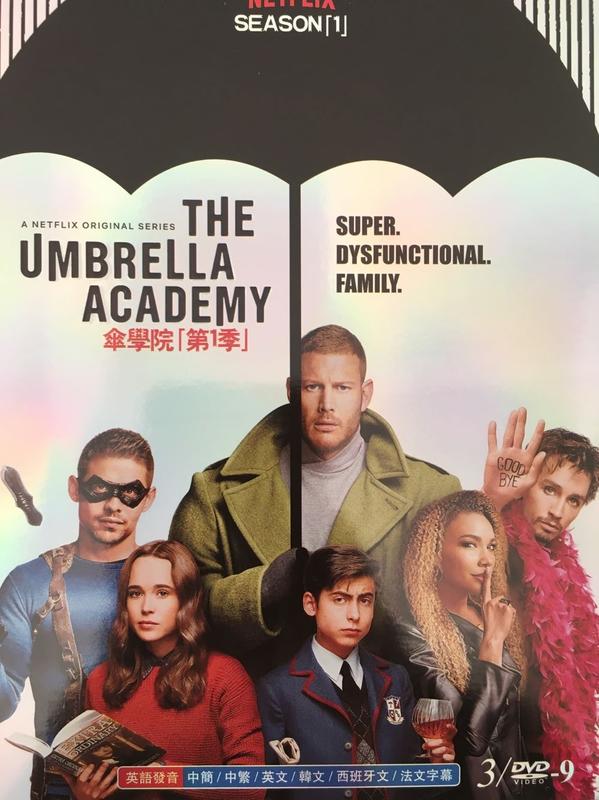 NETFLIX
SEASON「1」
A NETFLIX ORIGINAL SERIES
THE
UMBRELLA
ACADEMY
傘學院「第1季」
SUPER.
DYSFUNCTIONAL.
FAMILY.
GOOD
BYE
英語發音 中簡/中繁/英文/韓文/西班牙文/法文字幕
3/DVD-9
VIDEO